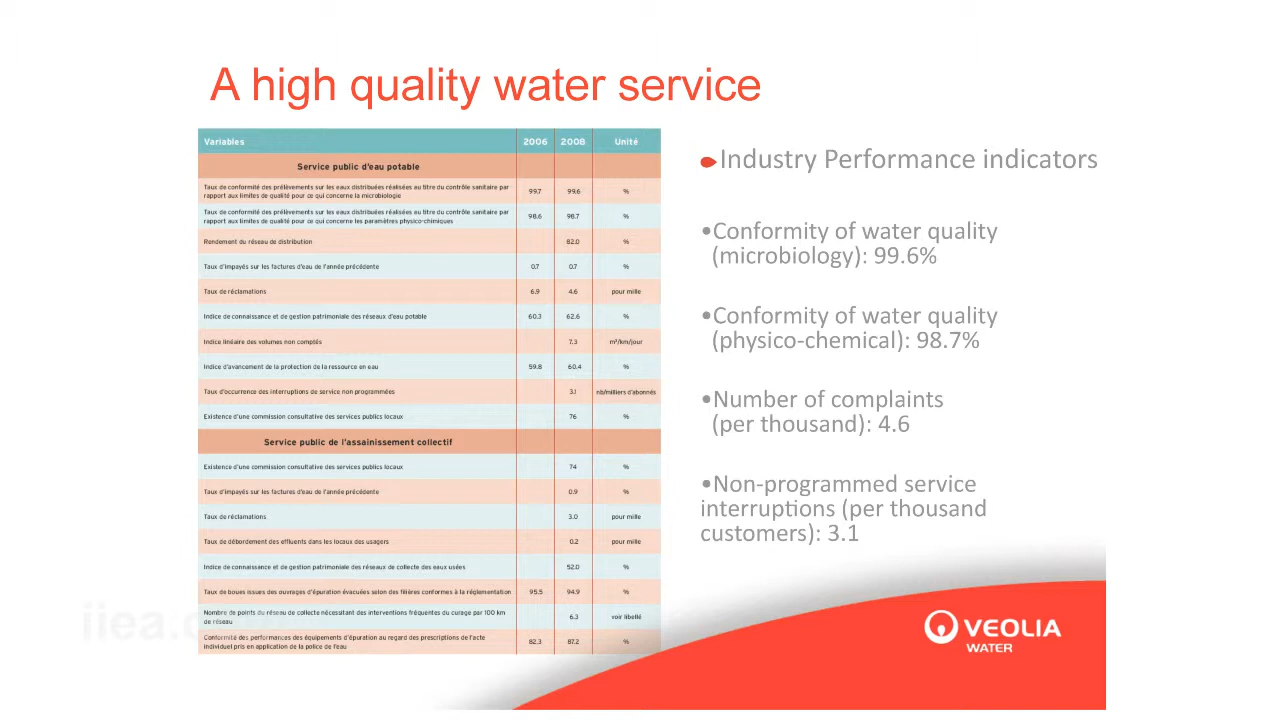 A high quality water service
Variables 2006 2008 Unité
Service public d'eau potable
Taux de conformité des prélèvements sur les eaux distribuées réalisées au titre du contrôle sanitaire par
rapport aux limites de qualité pour ce qui concerne la microbiologie 99.7 99.6 %
Taux de conformité des prélèvements sur les eaux distribuées réalisées au titre du contrôle sanitaire par
rapport aux limites de qualité pour ce qui concerne les paramètres physico-chimiques 98.6 98.7 %
Rendement du réseau de distribution 82.0 %
Taux d'impayés sur les factures d'eau de l'année précédente 0.7 0.7 %
Taux de réclamations 6.9 4.6 pour mille
Indice de connaissance et de gestion patrimoniale des réseaux d'eau potable 60.3 62.6 %
Indice linéaire des volumes non comptés 7.3 m³/km/jour
Indice d'avancement de la protection de la ressource en eau 59.8 60.4 %
Taux d'occurrence des interruptions de service non programmées 3.1 nb/milliers d'abonnés
Existence d'une commission consultative des services publics locaux 76 %
Service public de l'assainissement collectif
Existence d'une commission consultative des services publics locaux 74 %
Taux d'impayés sur les factures d'eau de l'année précédente 0.9 %
Taux de réclamations 3.0 pour mille
Taux de débordement des effluents dans les locaux des usagers 0.2 pour mille
Indice de connaissance et de gestion patrimoniale des réseaux de collecte des eaux usées 52.0 %
Taux de boues issues des ouvrages d'épuration évacuées selon des filières conformes à la réglementation 95.5 94.9 %
Nombre de points du réseau de collecte nécessitant des interventions fréquentes du curage par 100 km
de réseau 6.3 voir libellé
Conformité des performances des équipements d'épuration au regard des prescriptions de l'acte
individuel pris en application de la police de l'eau 82.3 87.2 %
Industry Performance indicators
•Conformity of water quality
(microbiology): 99.6%
•Conformity of water quality
(physico-chemical): 98.7%
•Number of complaints
(per thousand): 4.6
•Non-programmed service
interruptions (per thousand
customers): 3.1
VEOLIA
WATER